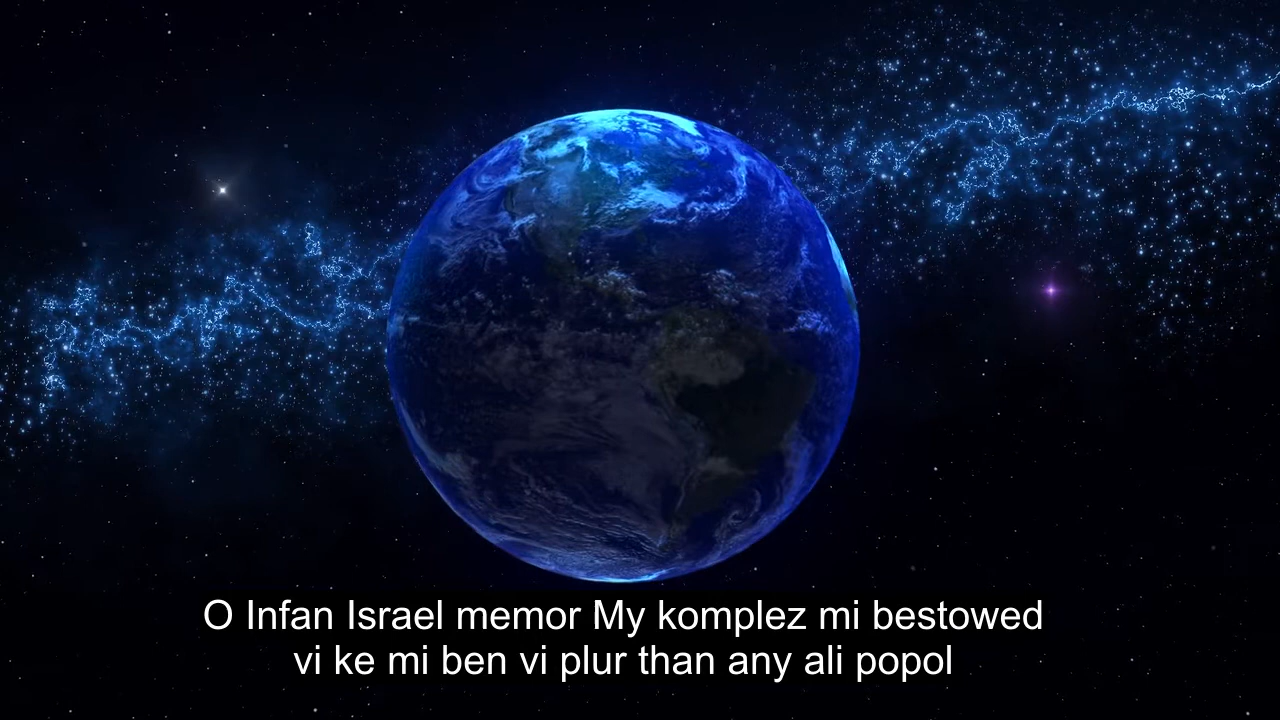 O Infan Israel memor My komplez mi bestowed
vi ke mi ben vi plur than any ali popol